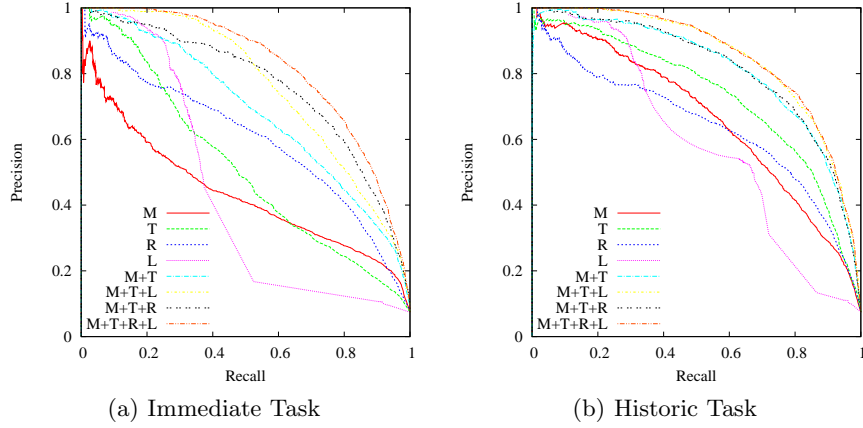 1
0.8
0.6
0.4
0.2
0
Precision
M
T
R
L
M+T
M+T+L
M+T+R
M+T+R+L
0 0.2 0.4 0.6 0.8 1
Recall
(a) Immediate Task
1
0.8
0.6
0.4
0.2
0
Precision
M
T
R
L
M+T
M+T+L
M+T+R
M+T+R+L
0 0.2 0.4 0.6 0.8 1
Recall
(b) Historic Task